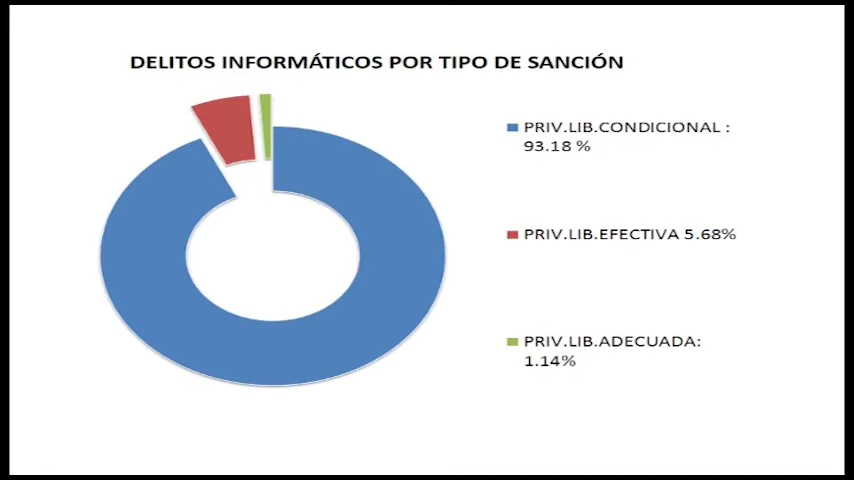 DELITOS INFORMÁTICOS POR TIPO DE SANCIÓN
PRIV.LIB.CONDICIONAL :
93.18 %
PRIV.LIB.EFECTIVA 5.68%
PRIV.LIB.ADECUADA:
1.14%